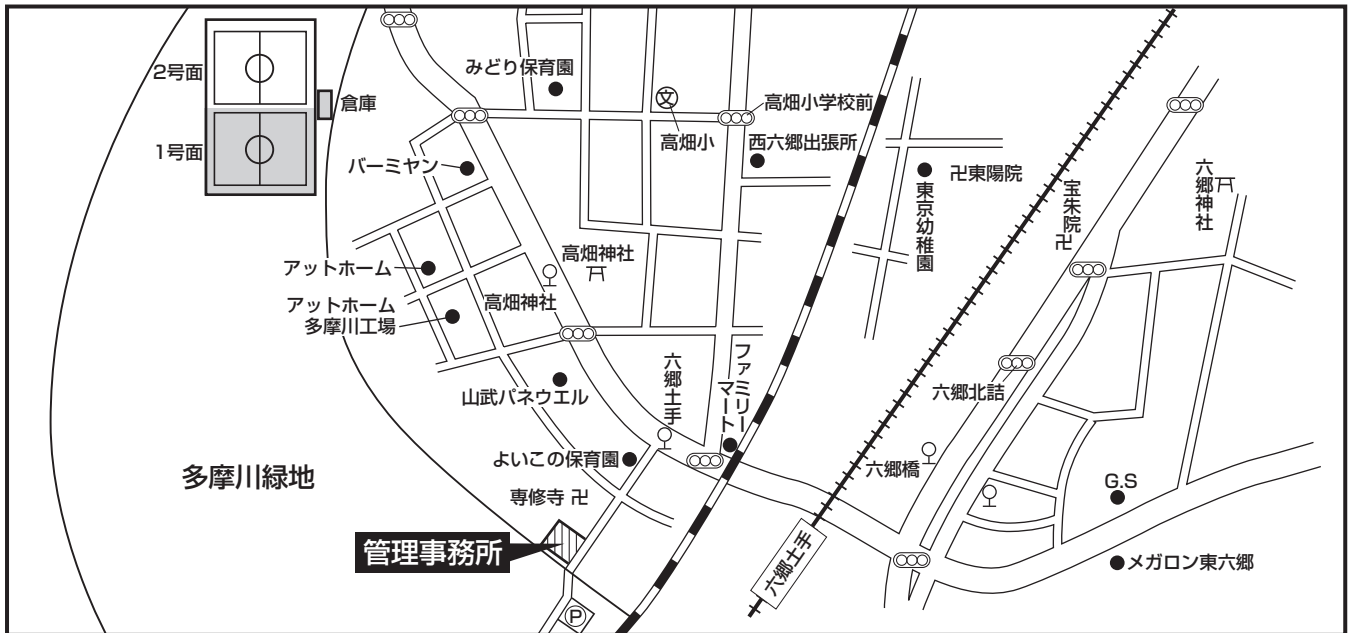 2号面
倉庫
1号面
みどり保育園
文
高畑小
高畑小学校前
西六郷出張所
バーミヤン
卍東陽院
東京幼稚園
宝朱院卍
六郷神社
高畑神社
アットホーム
高畑神社
アットホーム
多摩川工場
六郷土手
ファミリー
マート
山武パネウエル
六郷北詰
よいこの保育園
六郷橋
多摩川緑地
専修寺 卍
G.S
管理事務所
六郷土手
メガロン東六郷
P